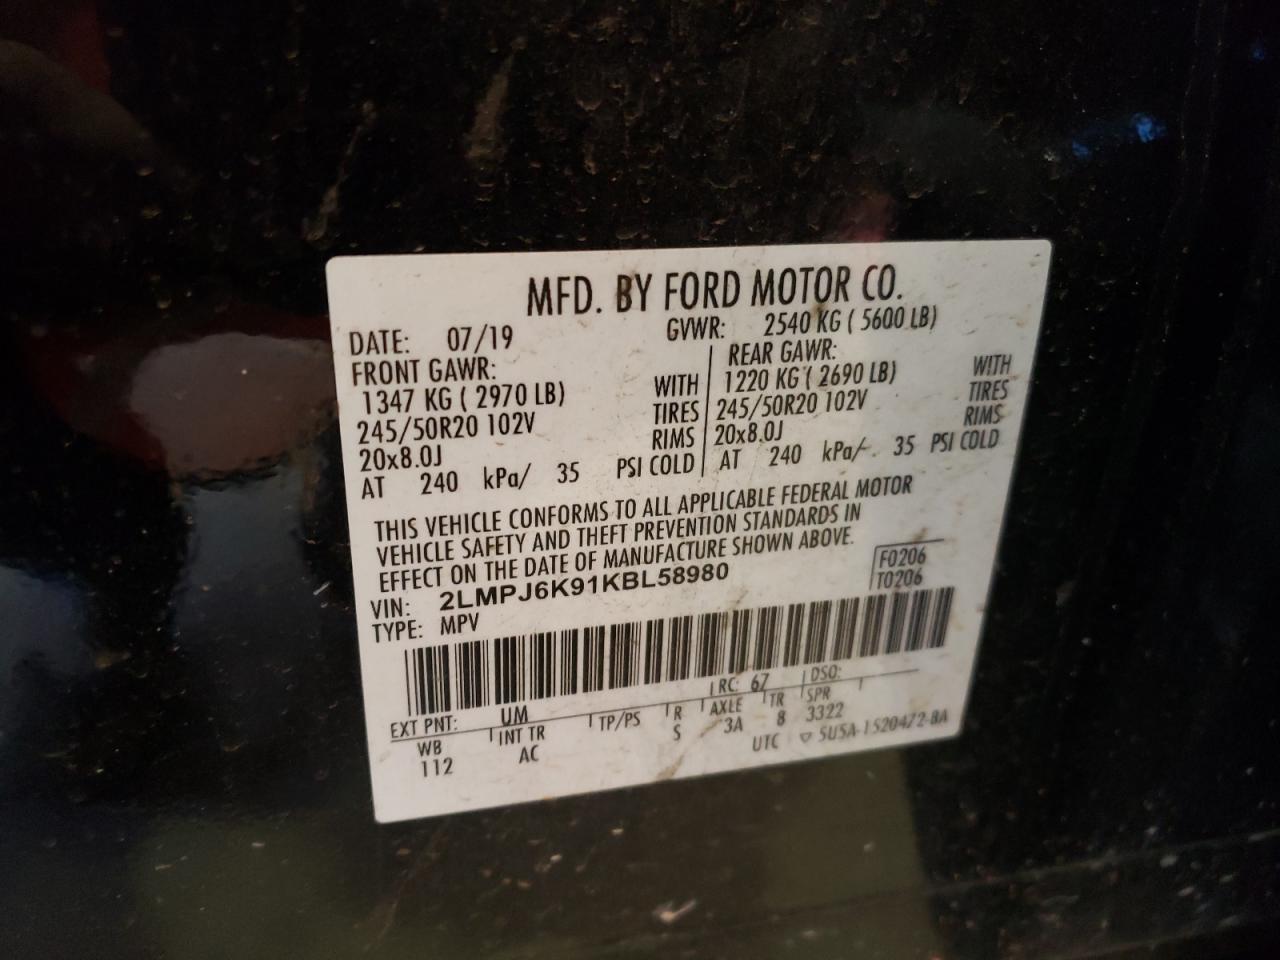 MFD. BY FORD MOTOR CO.
DATE: 07/19 GVWR: 2540 KG ( 5600 LB)
FRONT GAWR: REAR GAWR:
1347 KG ( 2970 LB) WITH 1220 KG ( 2690 LB) WITH
245/50R20 102V TIRES 245/50R20 102V TIRES
20x8.0J RIMS 20x8.0J RIMS
AT 240 kPa/ 35 PSI COLD AT 240 kPa/ 35 PSI COLD
THIS VEHICLE CONFORMS TO ALL APPLICABLE FEDERAL MOTOR
VEHICLE SAFETY AND THEFT PREVENTION STANDARDS IN
EFFECT ON THE DATE OF MANUFACTURE SHOWN ABOVE.
F0206
VIN: 2LMPJ6K91KBL58980 T0206
TYPE: MPV
RC: 67 DSO:
EXT PNT: UM
WB INT TR TP/PS R AXLE TR SPR
112 AC S 3A 8 3322
UTC ▽ 5U5A-1520472-BA